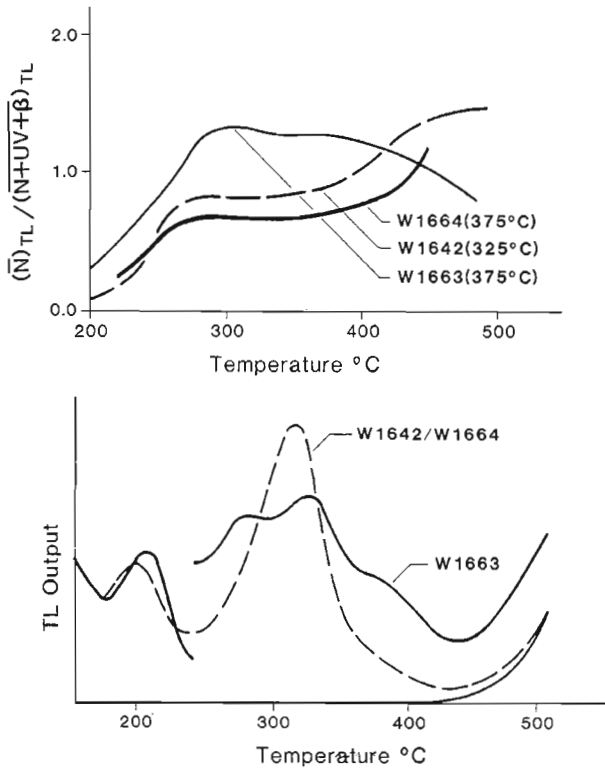 2.0
1.0
0.0
(N̅)TL / (N+UV+β)TL
W1664(375°C)
W1642(325°C)
W1663(375°C)
200
300
400
500
Temperature °C
TL Output
W1642/W1664
W1663
200
300
400
500
Temperature °C